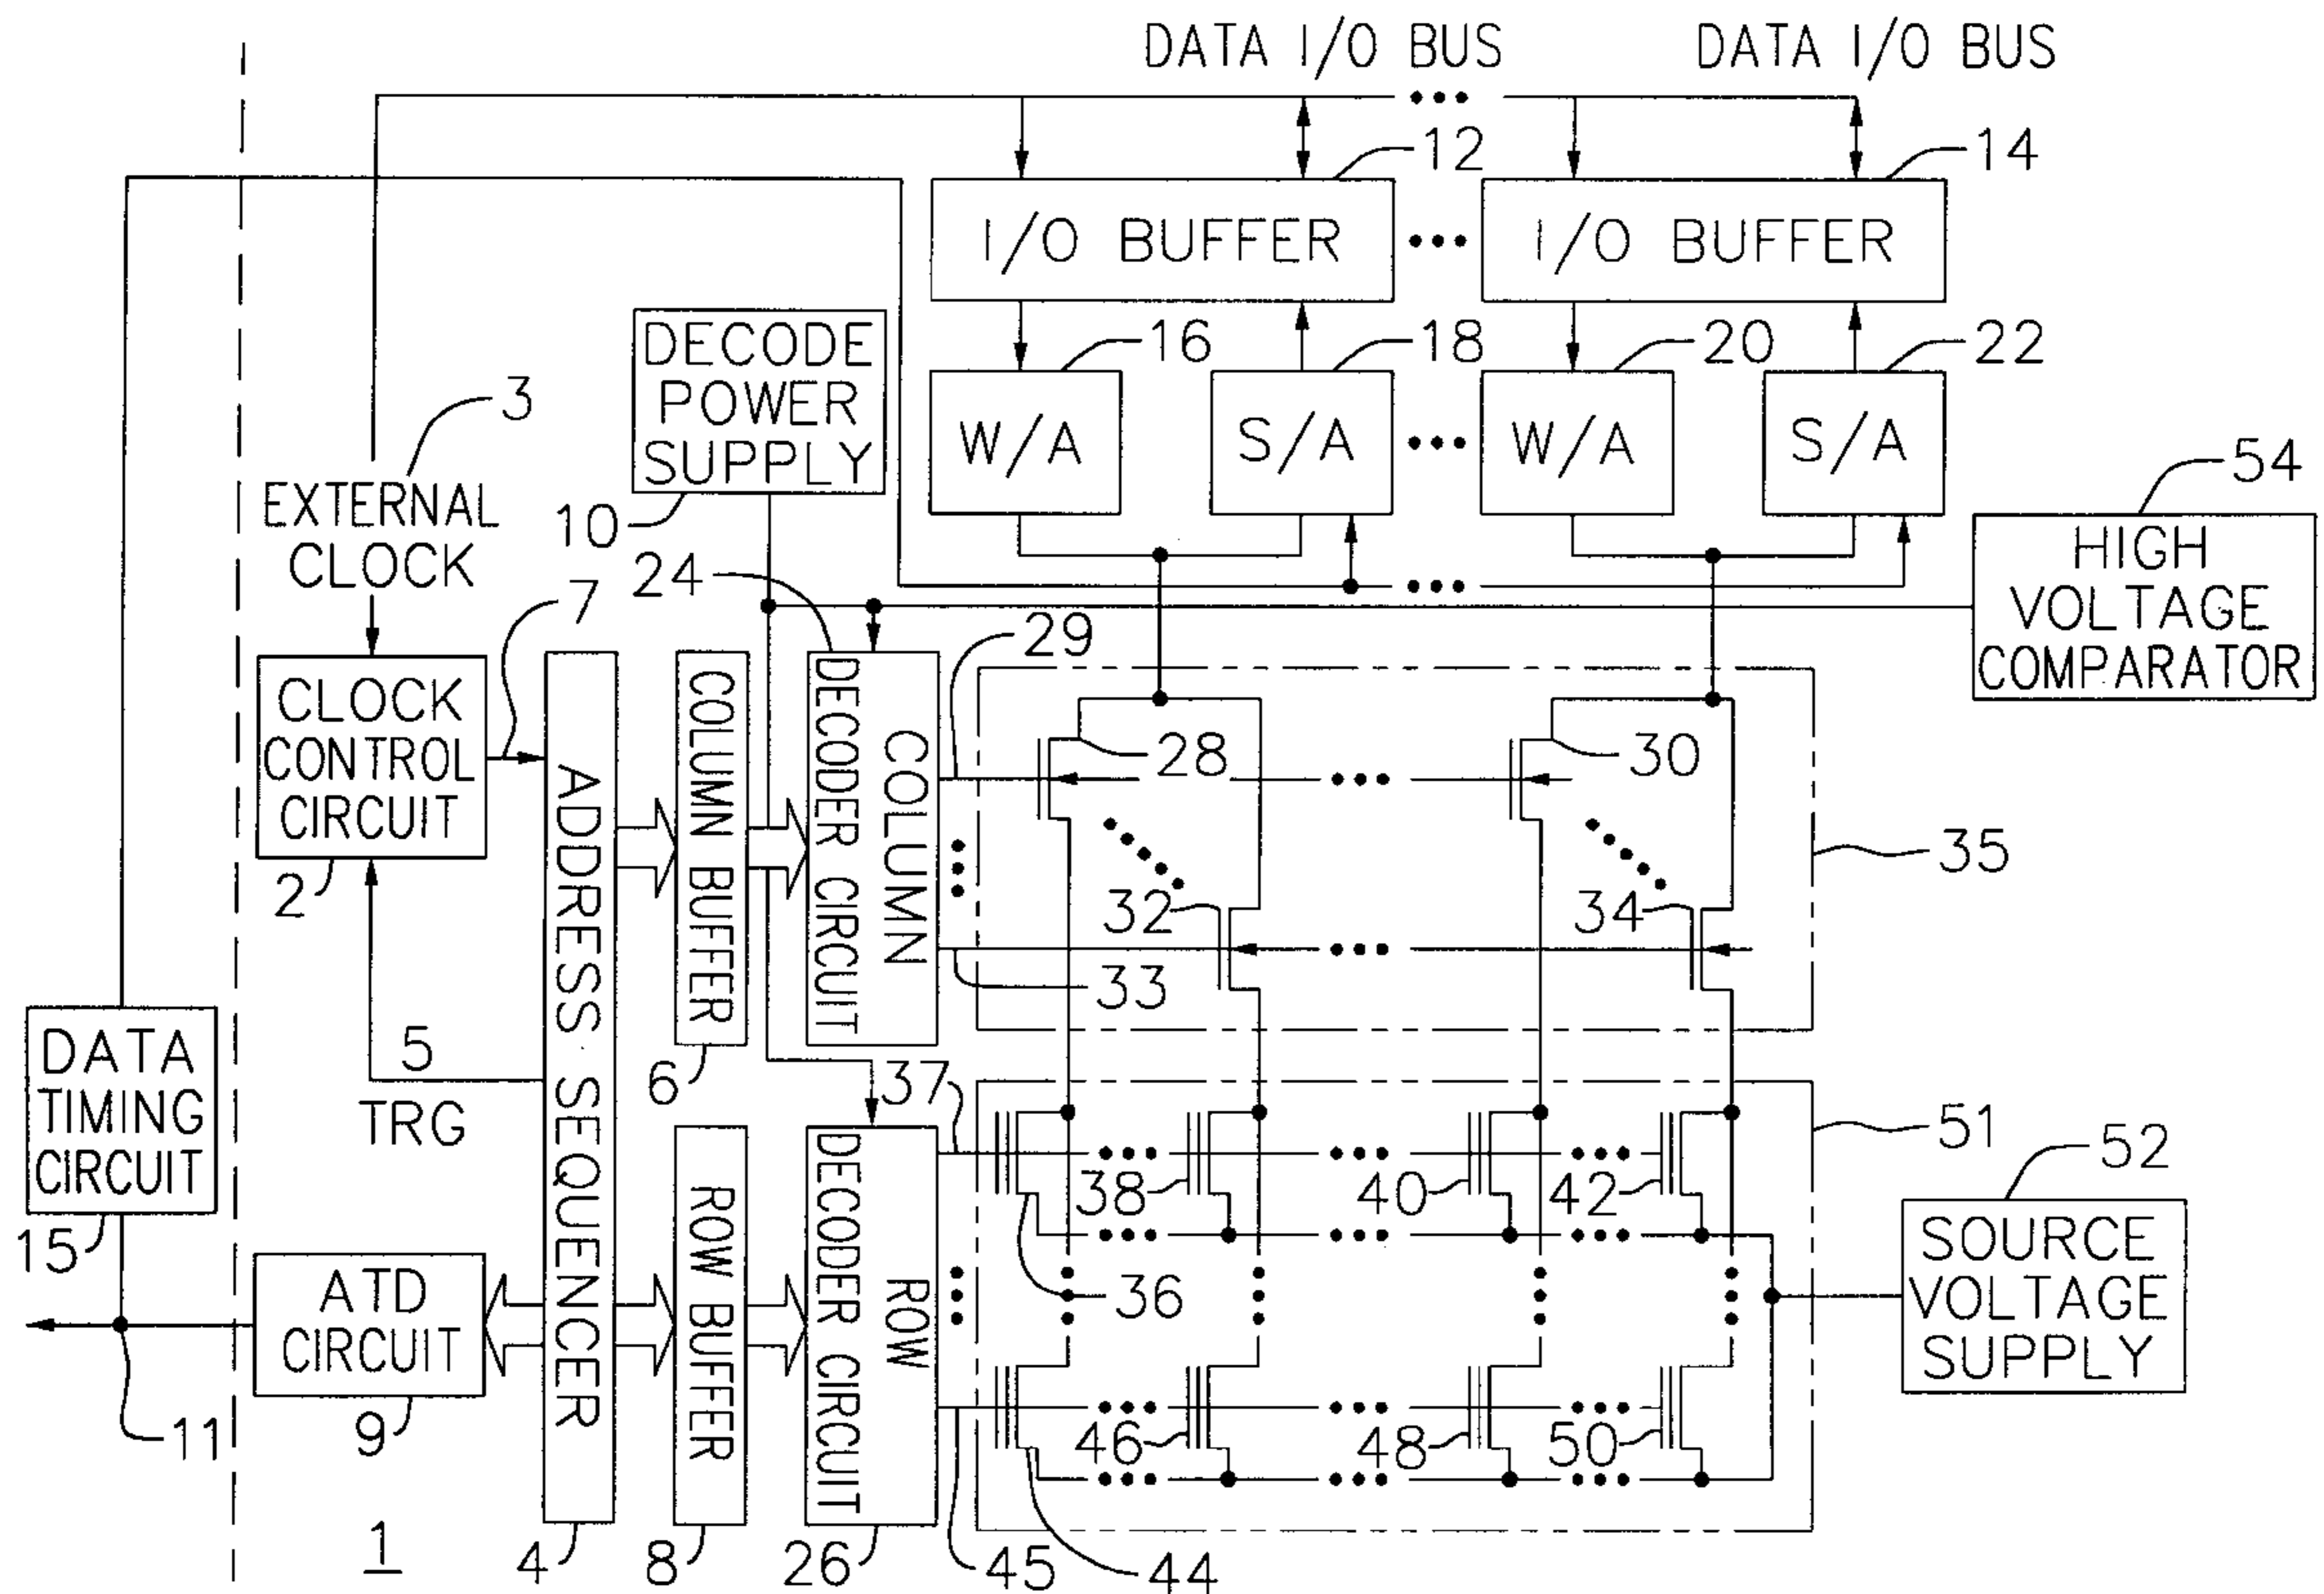 DATA I/O BUS
DATA I/O BUS
12
14
I/O BUFFER
I/O BUFFER
DECODE
POWER
SUPPLY
10
16
18
20
22
W/A
S/A
W/A
S/A
3
EXTERNAL
CLOCK
54
HIGH
VOLTAGE
COMPARATOR
24
7
29
CLOCK
CONTROL
CIRCUIT
2
ADDRESS SEQUENCER
4
COLUMN BUFFER
6
COLUMN
DECODER CIRCUIT
28
30
32
34
35
33
DATA
TIMING
CIRCUIT
15
5
TRG
37
38
40
42
51
52
SOURCE
VOLTAGE
SUPPLY
ATD
CIRCUIT
9
11
ROW BUFFER
8
ROW
DECODER CIRCUIT
26
36
46
48
50
45
44
1